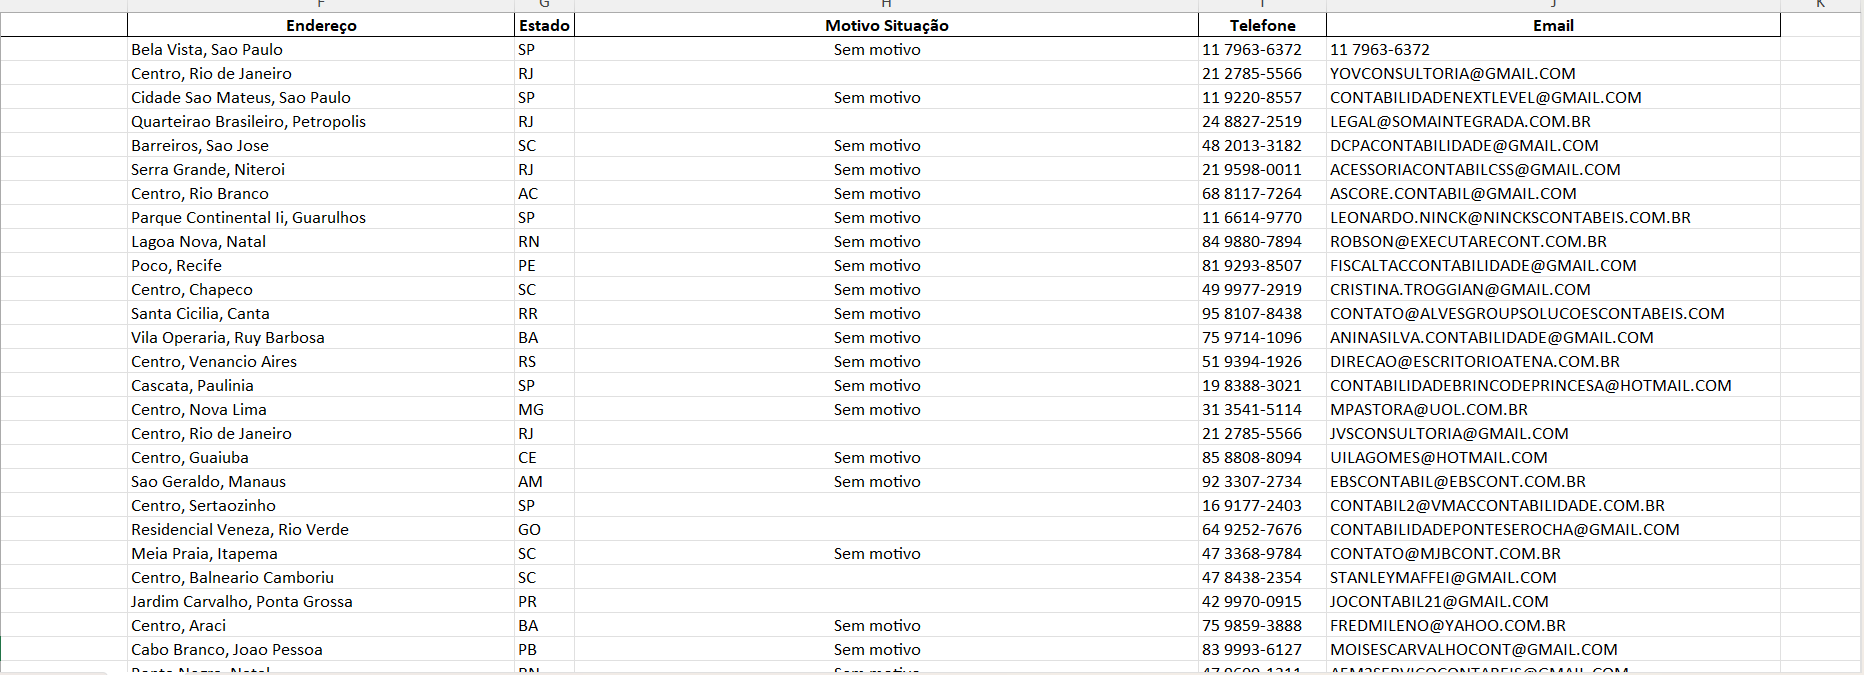 F G H I J K
Endereço Estado Motivo Situação Telefone Email
Bela Vista, Sao Paulo SP Sem motivo 11 7963-6372 11 7963-6372
Centro, Rio de Janeiro RJ 21 2785-5566 YOVCONSULTORIA@GMAIL.COM
Cidade Sao Mateus, Sao Paulo SP Sem motivo 11 9220-8557 CONTABILIDADENEXTLEVEL@GMAIL.COM
Quarteirao Brasileiro, Petropolis RJ 24 8827-2519 LEGAL@SOMAINTEGRADA.COM.BR
Barreiros, Sao Jose SC Sem motivo 48 2013-3182 DCPACONTABILIDADE@GMAIL.COM
Serra Grande, Niteroi RJ Sem motivo 21 9598-0011 ACESSORIACONTABILCSS@GMAIL.COM
Centro, Rio Branco AC Sem motivo 68 8117-7264 ASCORE.CONTABIL@GMAIL.COM
Parque Continental Ii, Guarulhos SP Sem motivo 11 6614-9770 LEONARDO.NINCK@NINCKSCONTABEIS.COM.BR
Lagoa Nova, Natal RN Sem motivo 84 9880-7894 ROBSON@EXECUTARECONT.COM.BR
Poco, Recife PE Sem motivo 81 9293-8507 FISCALTACCONTABILIDADE@GMAIL.COM
Centro, Chapeco SC Sem motivo 49 9977-2919 CRISTINA.TROGGIAN@GMAIL.COM
Santa Cicilia, Canta RR Sem motivo 95 8107-8438 CONTATO@ALVESGROUPSOLUCOESCONTABEIS.COM
Vila Operaria, Ruy Barbosa BA Sem motivo 75 9714-1096 ANINASILVA.CONTABILIDADE@GMAIL.COM
Centro, Venancio Aires RS Sem motivo 51 9394-1926 DIRECAO@ESCRITORIOATENA.COM.BR
Cascata, Paulinia SP Sem motivo 19 8388-3021 CONTABILIDADEBRINCODEPRINCESA@HOTMAIL.COM
Centro, Nova Lima MG Sem motivo 31 3541-5114 MPASTORA@UOL.COM.BR
Centro, Rio de Janeiro RJ 21 2785-5566 JVSCONSULTORIA@GMAIL.COM
Centro, Guaiuba CE Sem motivo 85 8808-8094 UILAGOMES@HOTMAIL.COM
Sao Geraldo, Manaus AM Sem motivo 92 3307-2734 EBSCONTABIL@EBSCONT.COM.BR
Centro, Sertaozinho SP 16 9177-2403 CONTABIL2@VMACCONTABILIDADE.COM.BR
Residencial Veneza, Rio Verde GO 64 9252-7676 CONTABILIDADEPONTESEROCHA@GMAIL.COM
Meia Praia, Itapema SC Sem motivo 47 3368-9784 CONTATO@MJBCONT.COM.BR
Centro, Balneario Camboriu SC 47 8438-2354 STANLEYMAFFEI@GMAIL.COM
Jardim Carvalho, Ponta Grossa PR 42 9970-0915 JOCONTABIL21@GMAIL.COM
Centro, Araci BA Sem motivo 75 9859-3888 FREDMILENO@YAHOO.COM.BR
Cabo Branco, Joao Pessoa PB Sem motivo 83 9993-6127 MOISESCARVALHOCONT@GMAIL.COM
Ponta Negra, Natal RN Sem motivo